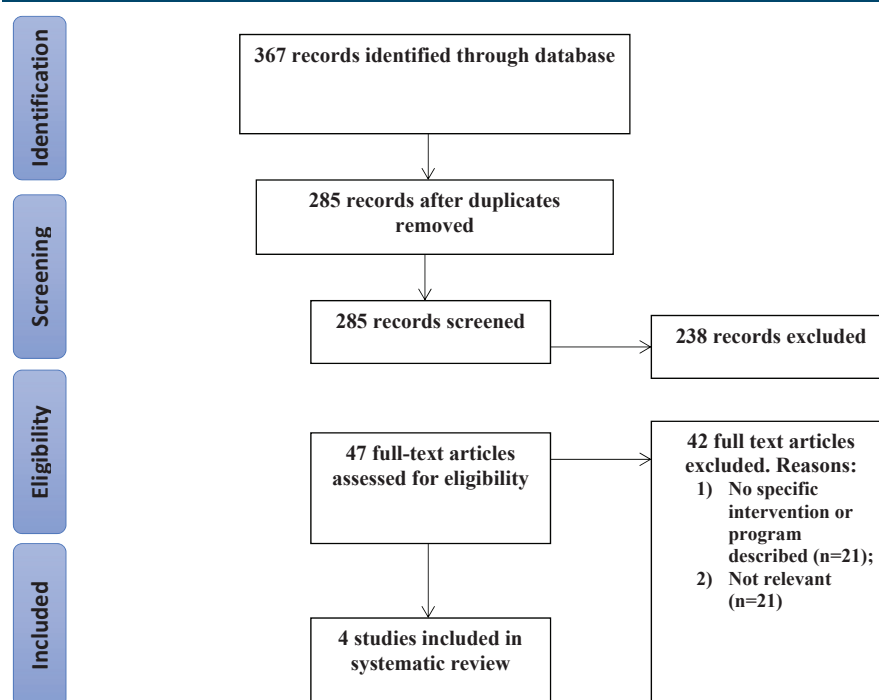 Identification
367 records identified through database
285 records after duplicates
removed
Screening
285 records screened
238 records excluded
Eligibility
47 full-text articles
assessed for eligibility
42 full text articles
excluded. Reasons:
1) No specific
intervention or
program
described (n=21);
2) Not relevant
(n=21)
Included
4 studies included in
systematic review